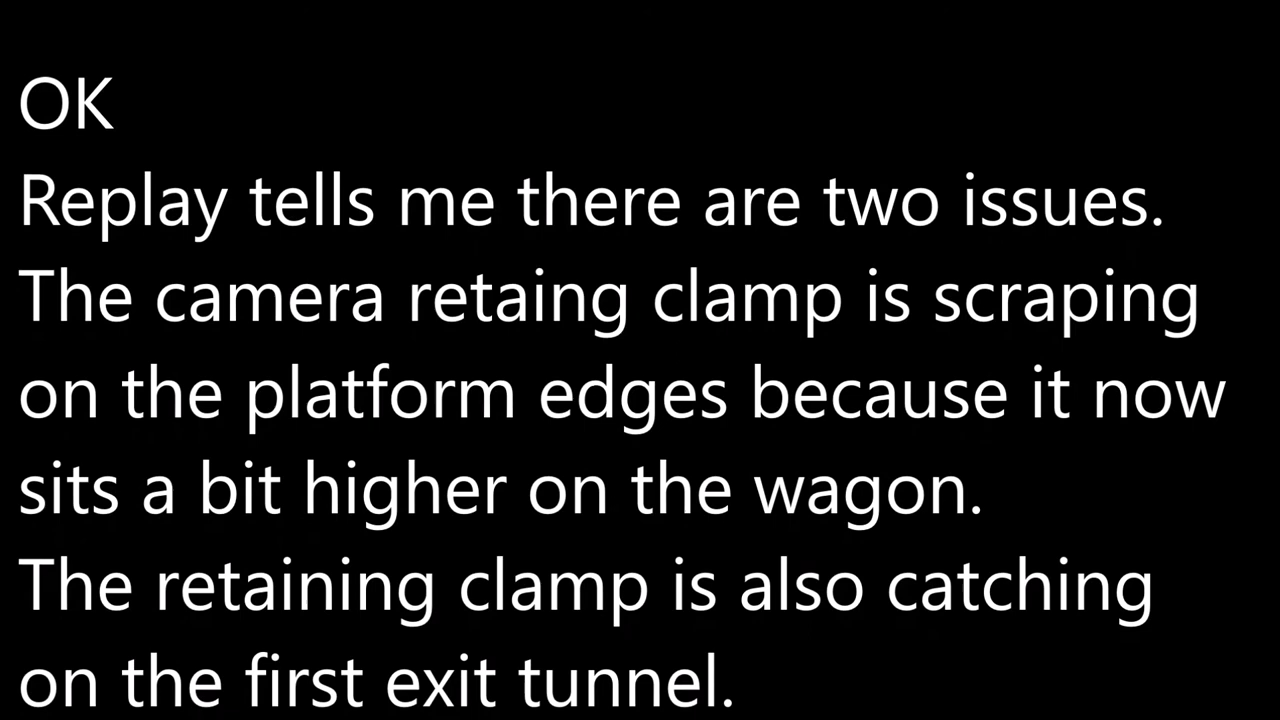 OK
Replay tells me there are two issues.
The camera retaing clamp is scraping
on the platform edges because it now
sits a bit higher on the wagon.
The retaining clamp is also catching
on the first exit tunnel.